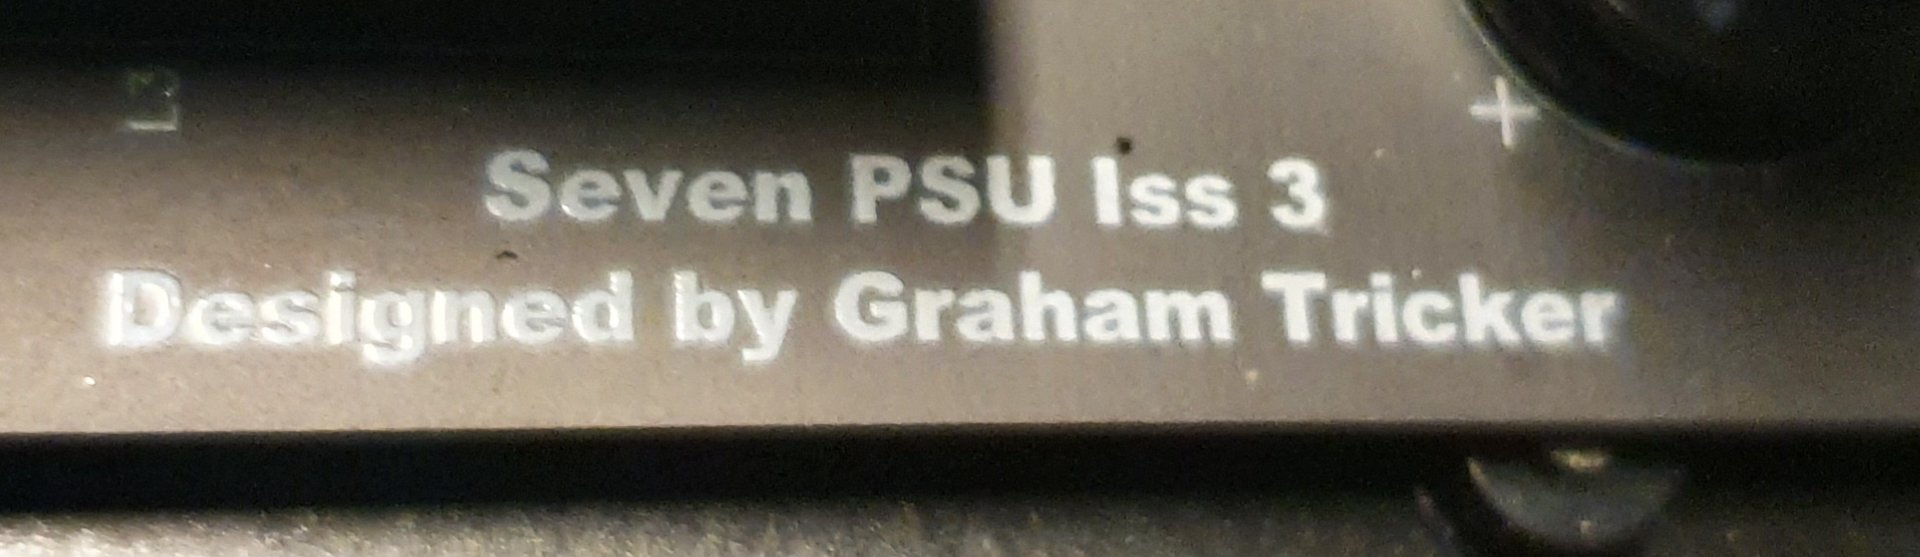 +
Seven PSU Iss 3
Designed by Graham Tricker